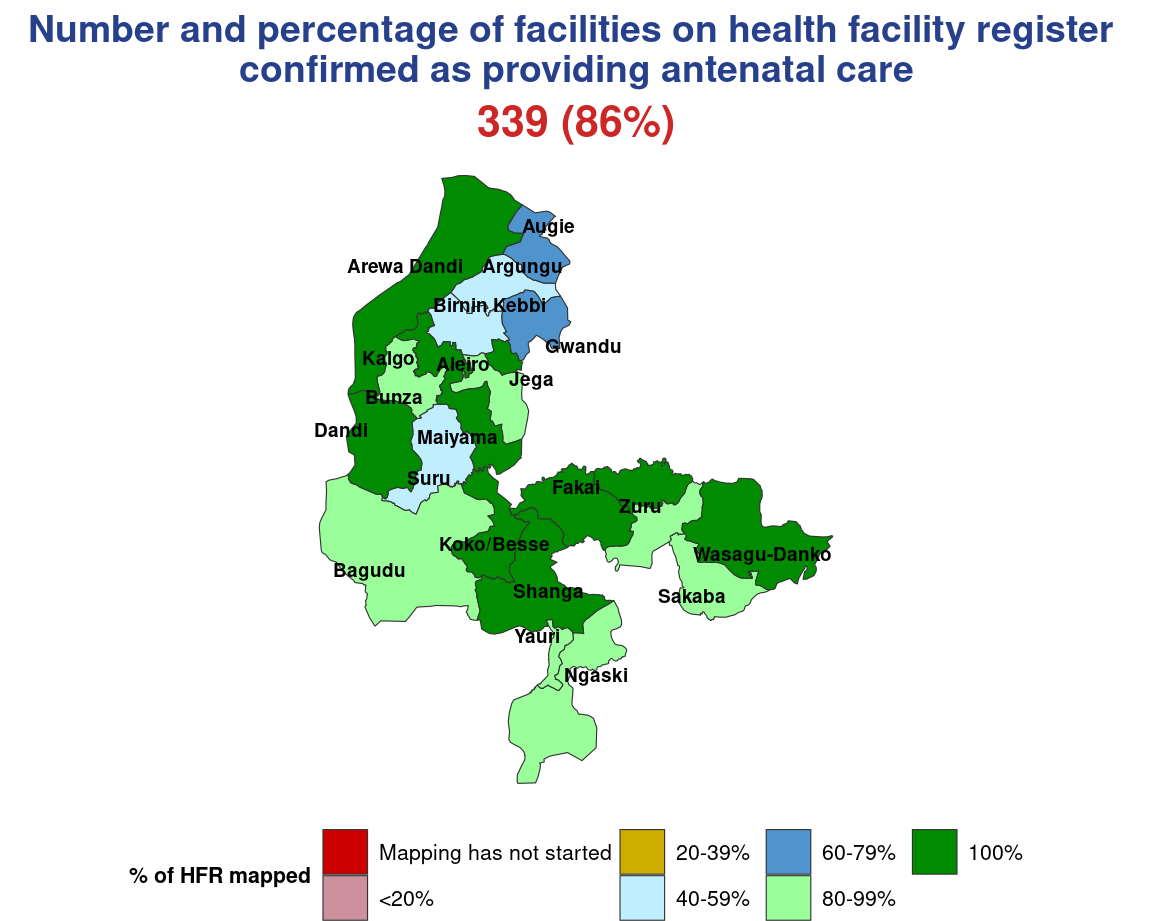 Number and percentage of facilities on health facility register
confirmed as providing antenatal care
339 (86%)
Augie
Arewa Dandi
Argungu
Birnin Kebbi
Gwandu
Kalgo
Aleiro
Jega
Bunza
Dandi
Maiyama
Suru
Fakai
Zuru
Koko/Besse
Wasagu-Danko
Bagudu
Shanga
Sakaba
Yauri
Ngaski
% of HFR mapped
Mapping has not started
20-39%
60-79%
100%
<20%
40-59%
80-99%